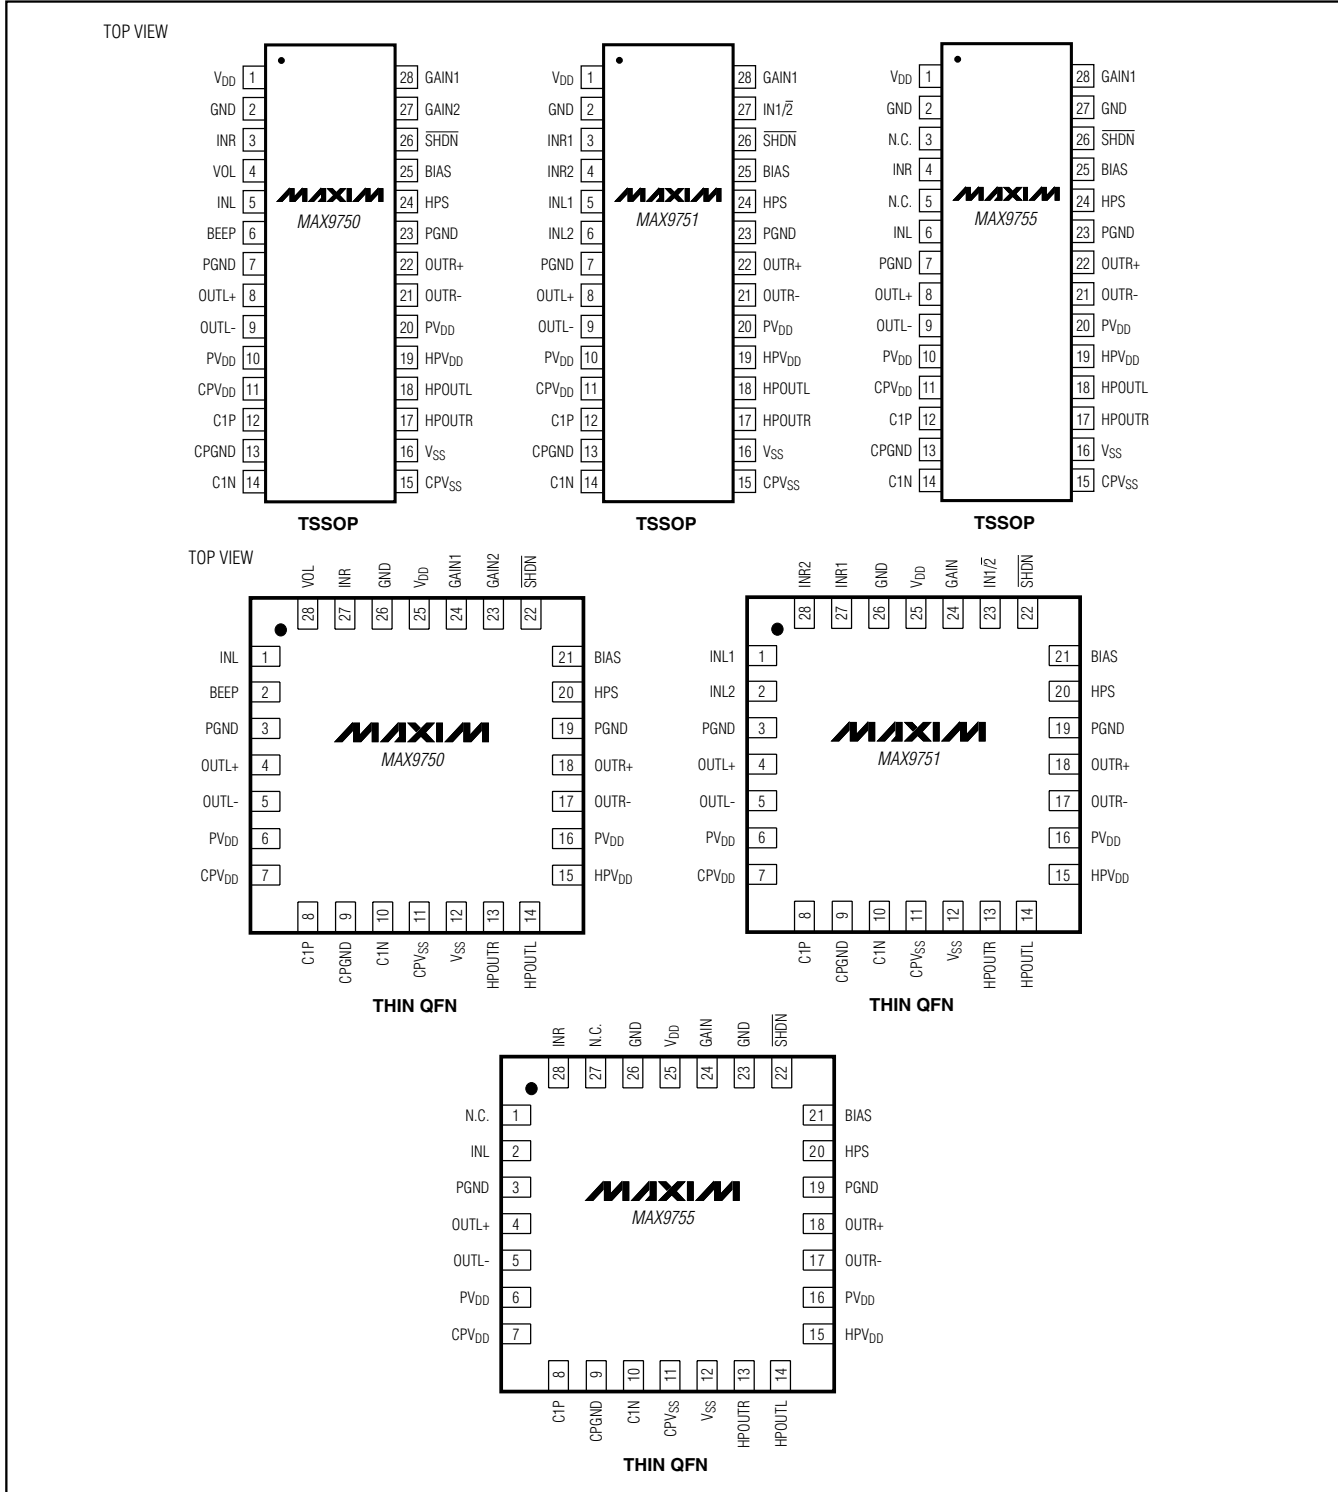 TOP VIEW
VDD 1 28 GAIN1
GND 2 27 GAIN2
INR 3 26 SHDN
VOL 4 25 BIAS
INL 5 24 HPS
BEEP 6 23 PGND
PGND 7 22 OUTR+
OUTL+ 8 21 OUTR-
OUTL- 9 20 PVDD
PVDD 10 19 HPVDD
CPVDD 11 18 HPOUTL
C1P 12 17 HPOUTR
CPGND 13 16 VSS
C1N 14 15 CPVSS
MAXIM
MAX9750
TSSOP
VDD 1 28 GAIN1
GND 2 27 IN1/2
INR1 3 26 SHDN
INR2 4 25 BIAS
INL1 5 24 HPS
INL2 6 23 PGND
PGND 7 22 OUTR+
OUTL+ 8 21 OUTR-
OUTL- 9 20 PVDD
PVDD 10 19 HPVDD
CPVDD 11 18 HPOUTL
C1P 12 17 HPOUTR
CPGND 13 16 VSS
C1N 14 15 CPVSS
MAXIM
MAX9751
TSSOP
VDD 1 28 GAIN1
GND 2 27 GND
N.C. 3 26 SHDN
INR 4 25 BIAS
N.C. 5 24 HPS
INL 6 23 PGND
PGND 7 22 OUTR+
OUTL+ 8 21 OUTR-
OUTL- 9 20 PVDD
PVDD 10 19 HPVDD
CPVDD 11 18 HPOUTL
C1P 12 17 HPOUTR
CPGND 13 16 VSS
C1N 14 15 CPVSS
MAXIM
MAX9755
TSSOP
TOP VIEW
VOL INR GND VDD GAIN1 GAIN2 SHDN
28 27 26 25 24 23 22
INL 1 21 BIAS
BEEP 2 20 HPS
PGND 3 19 PGND
OUTL+ 4 18 OUTR+
OUTL- 5 17 OUTR-
PVDD 6 16 PVDD
CPVDD 7 15 HPVDD
MAXIM
MAX9750
8 9 10 11 12 13 14
C1P CPGND C1N CPVSS VSS HPOUTR HPOUTL
THIN QFN
INR2 INR1 GND VDD GAIN IN1/2 SHDN
28 27 26 25 24 23 22
INL1 1 21 BIAS
INL2 2 20 HPS
PGND 3 19 PGND
OUTL+ 4 18 OUTR+
OUTL- 5 17 OUTR-
PVDD 6 16 PVDD
CPVDD 7 15 HPVDD
MAXIM
MAX9751
8 9 10 11 12 13 14
C1P CPGND C1N CPVSS VSS HPOUTR HPOUTL
THIN QFN
INR N.C. GND VDD GAIN GND SHDN
28 27 26 25 24 23 22
N.C. 1 21 BIAS
INL 2 20 HPS
PGND 3 19 PGND
OUTL+ 4 18 OUTR+
OUTL- 5 17 OUTR-
PVDD 6 16 PVDD
CPVDD 7 15 HPVDD
MAXIM
MAX9755
8 9 10 11 12 13 14
C1P CPGND C1N CPVSS VSS HPOUTR HPOUTL
THIN QFN